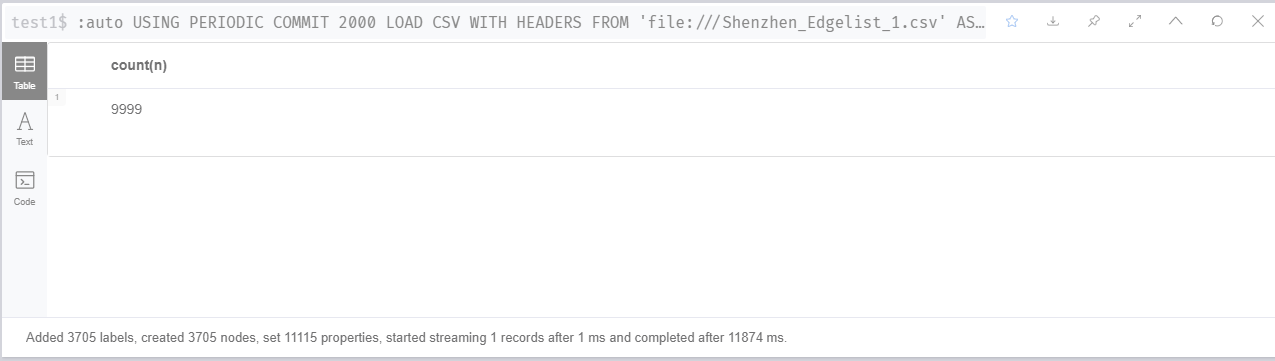 test1$ :auto USING PERIODIC COMMIT 2000 LOAD CSV WITH HEADERS FROM 'file:///Shenzhen_Edgelist_1.csv' AS…
Table
count(n)
1
9999
A
Text
Code
Added 3705 labels, created 3705 nodes, set 11115 properties, started streaming 1 records after 1 ms and completed after 11874 ms.